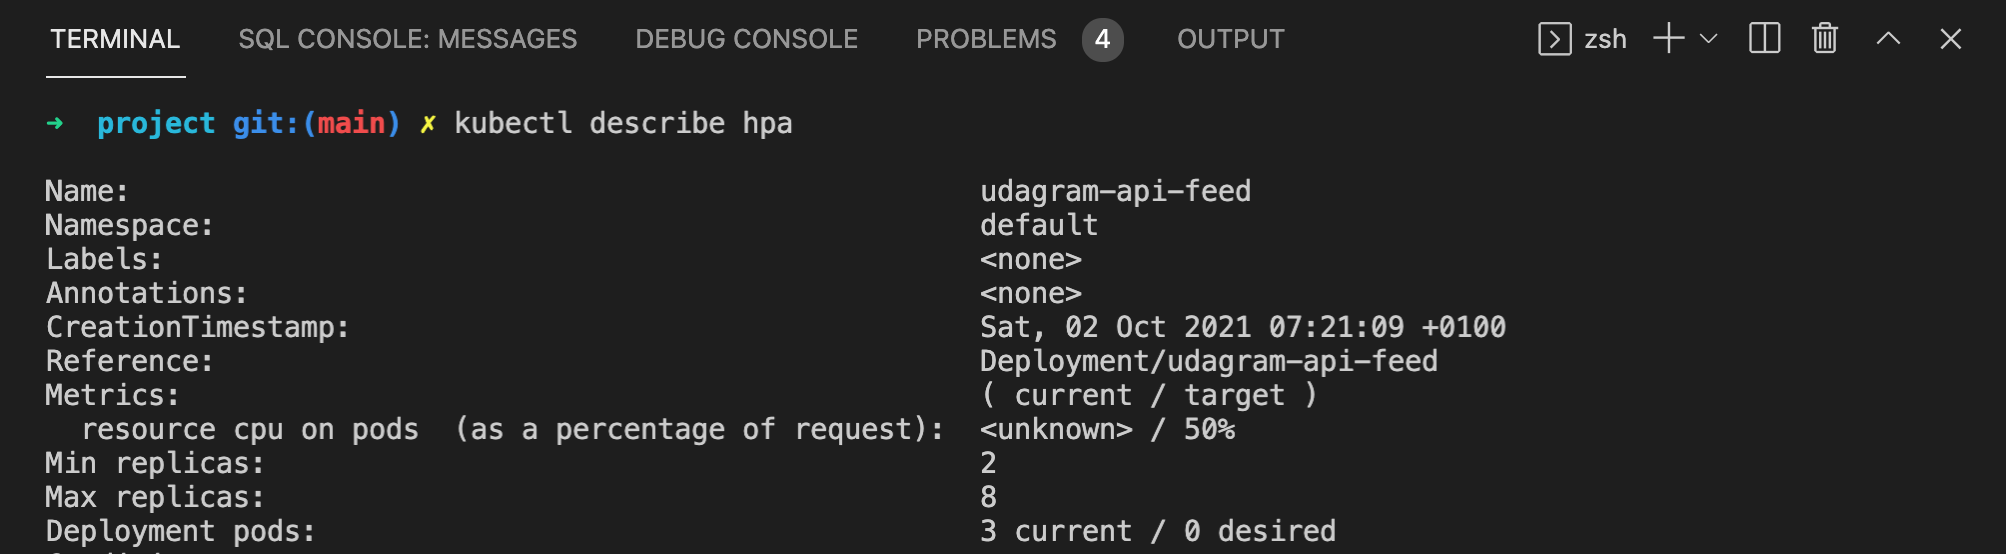 TERMINAL SQL CONSOLE: MESSAGES DEBUG CONSOLE PROBLEMS 4 OUTPUT zsh
➜ project git:(main) ✗ kubectl describe hpa
Name: udagram-api-feed
Namespace: default
Labels: <none>
Annotations: <none>
CreationTimestamp: Sat, 02 Oct 2021 07:21:09 +0100
Reference: Deployment/udagram-api-feed
Metrics: ( current / target )
resource cpu on pods (as a percentage of request): <unknown> / 50%
Min replicas: 2
Max replicas: 8
Deployment pods: 3 current / 0 desired